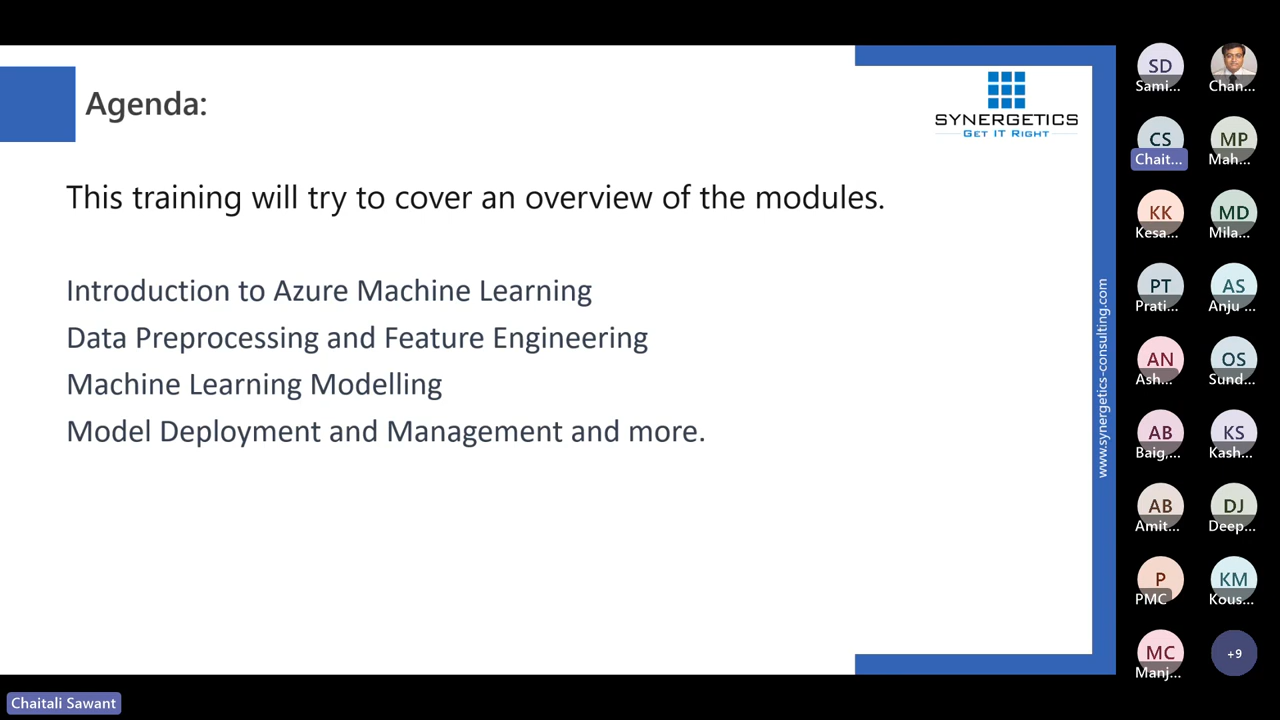 Agenda:
SYNERGETICS
GET IT RIGHT
This training will try to cover an overview of the modules.
Introduction to Azure Machine Learning
Data Preprocessing and Feature Engineering
Machine Learning Modelling
Model Deployment and Management and more.
www.synergetics-consulting.com
SD
Sami...
Chan...
CS
Chait...
MP
Mah...
KK
Kesa...
MD
Mila...
PT
Prati...
AS
Anju ...
AN
Ash...
OS
Sund...
AB
Baig,...
KS
Kash...
AB
Amit...
DJ
Deep...
P
PMC
KM
Kous...
MC
Manj...
+9
Chaitali Sawant